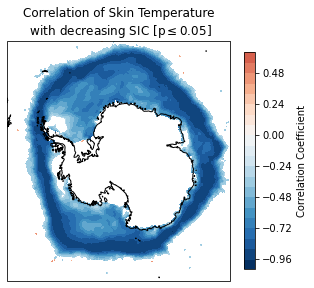 Correlation of Skin Temperature
with decreasing SIC [p ≤ 0.05]
0.48
0.24
0.00
−0.24
−0.48
−0.72
−0.96
Correlation Coefficient